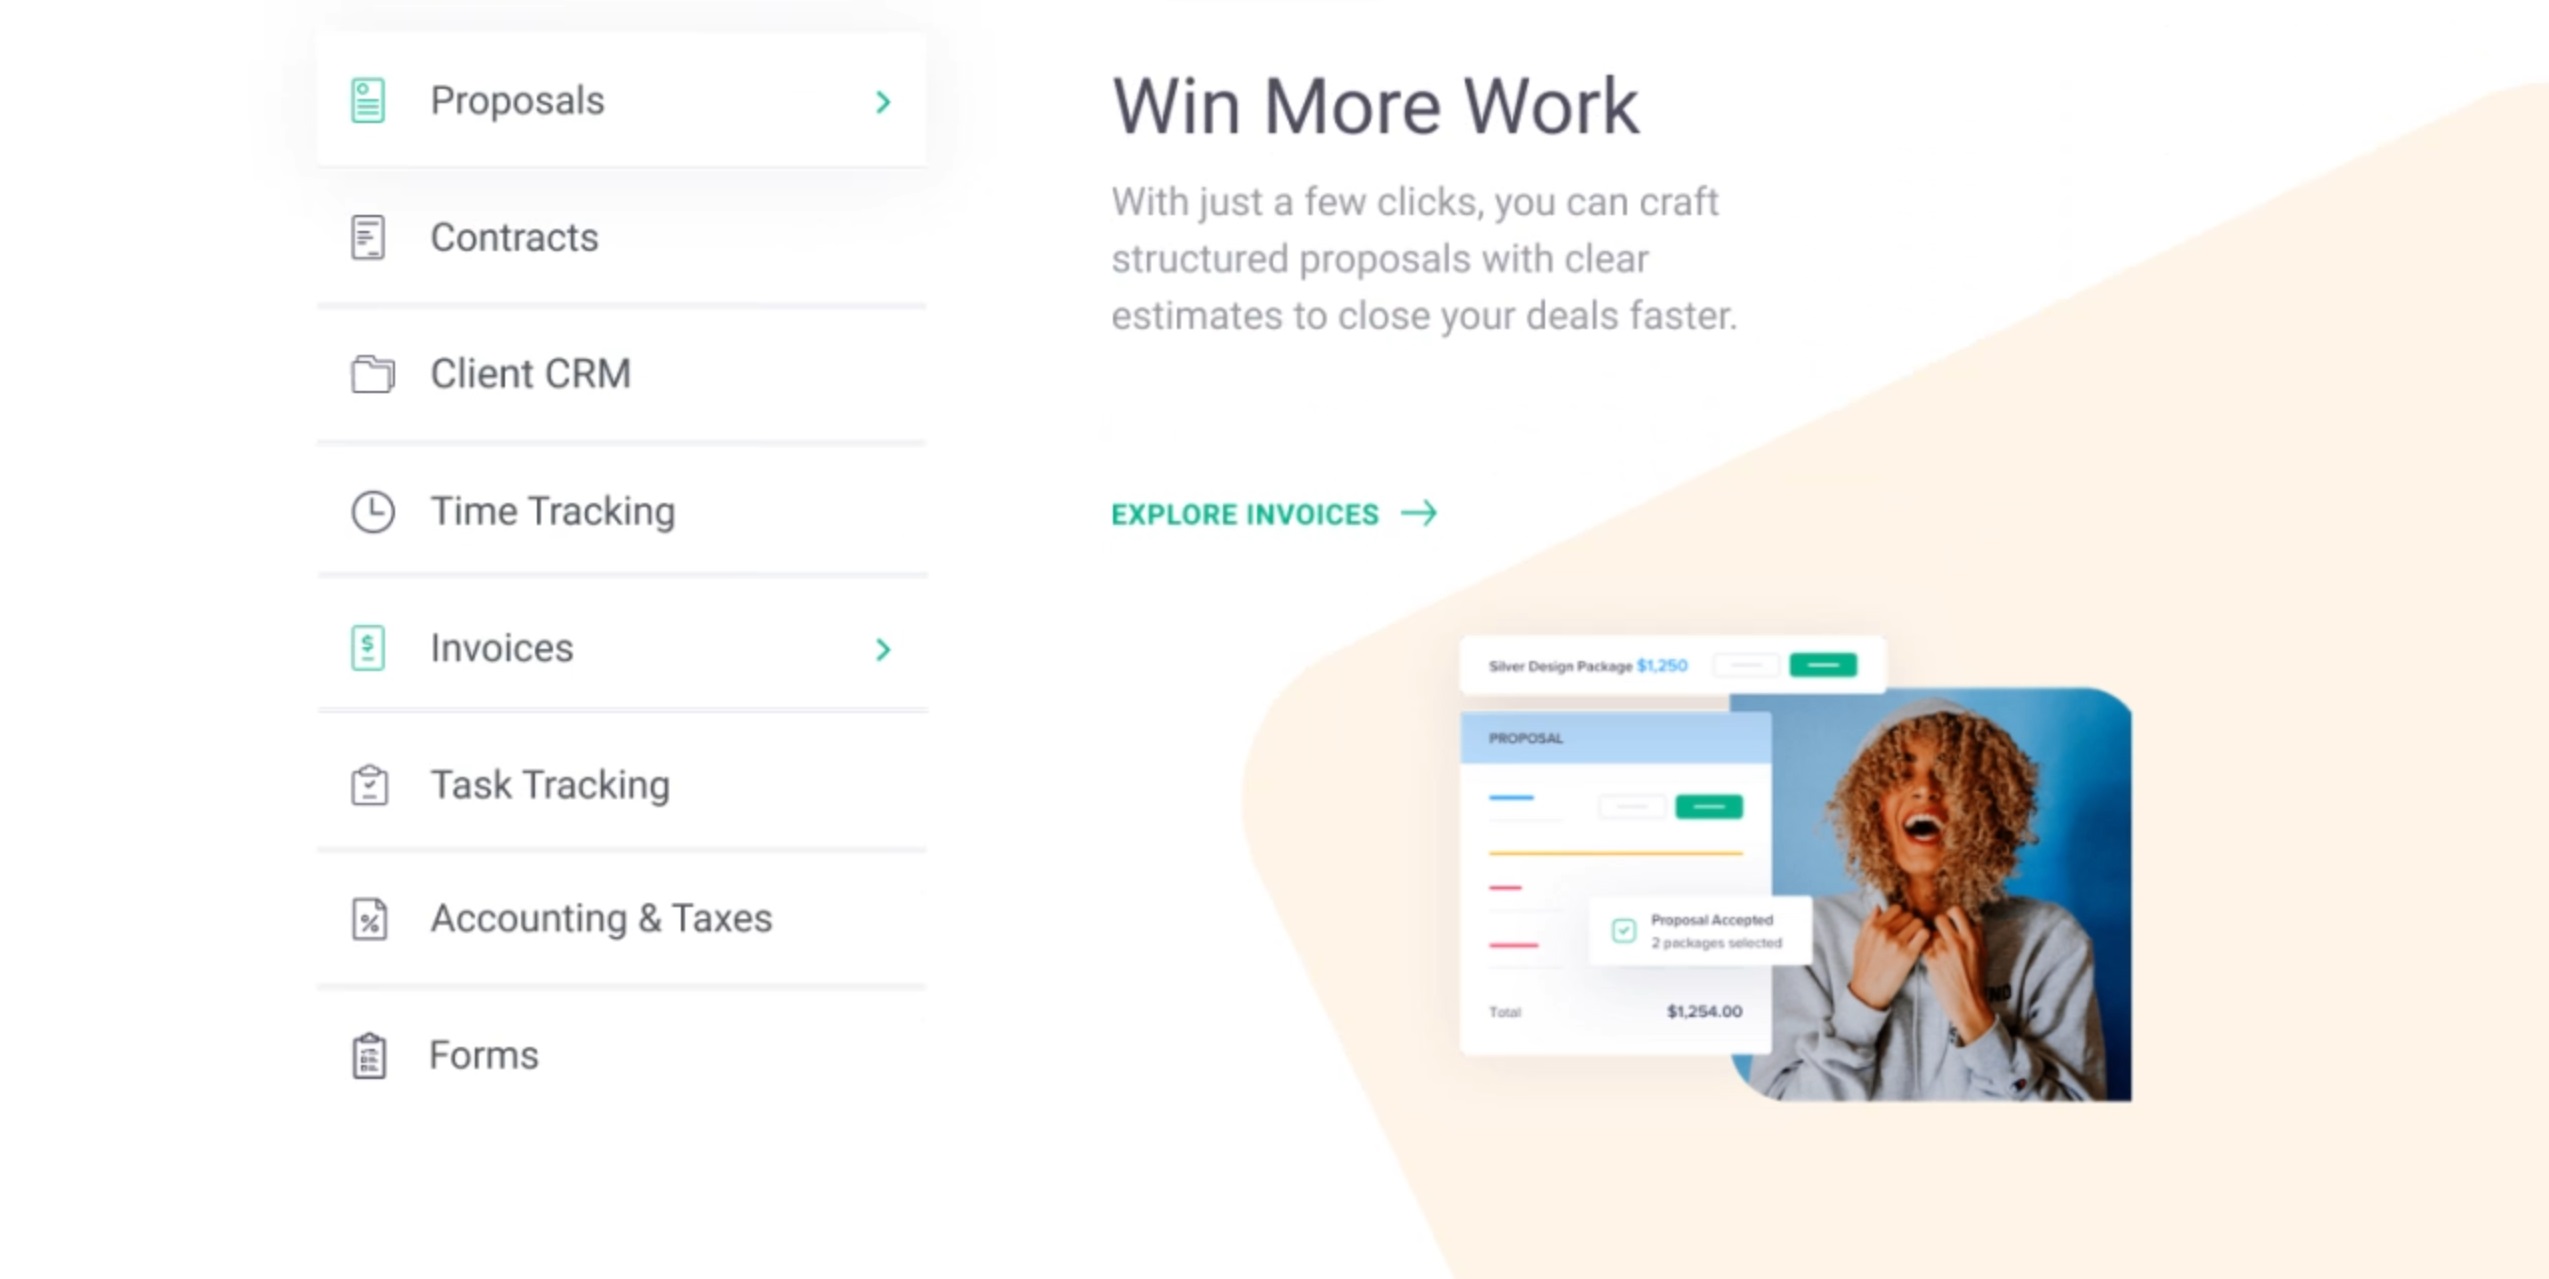 Proposals
Contracts
Client CRM
Time Tracking
Invoices
Task Tracking
Accounting & Taxes
Forms
Win More Work
With just a few clicks, you can craft
structured proposals with clear
estimates to close your deals faster.
EXPLORE INVOICES
Silver Design Package $1,250
PROPOSAL
Proposal Accepted
2 packages selected
Total $1,254.00